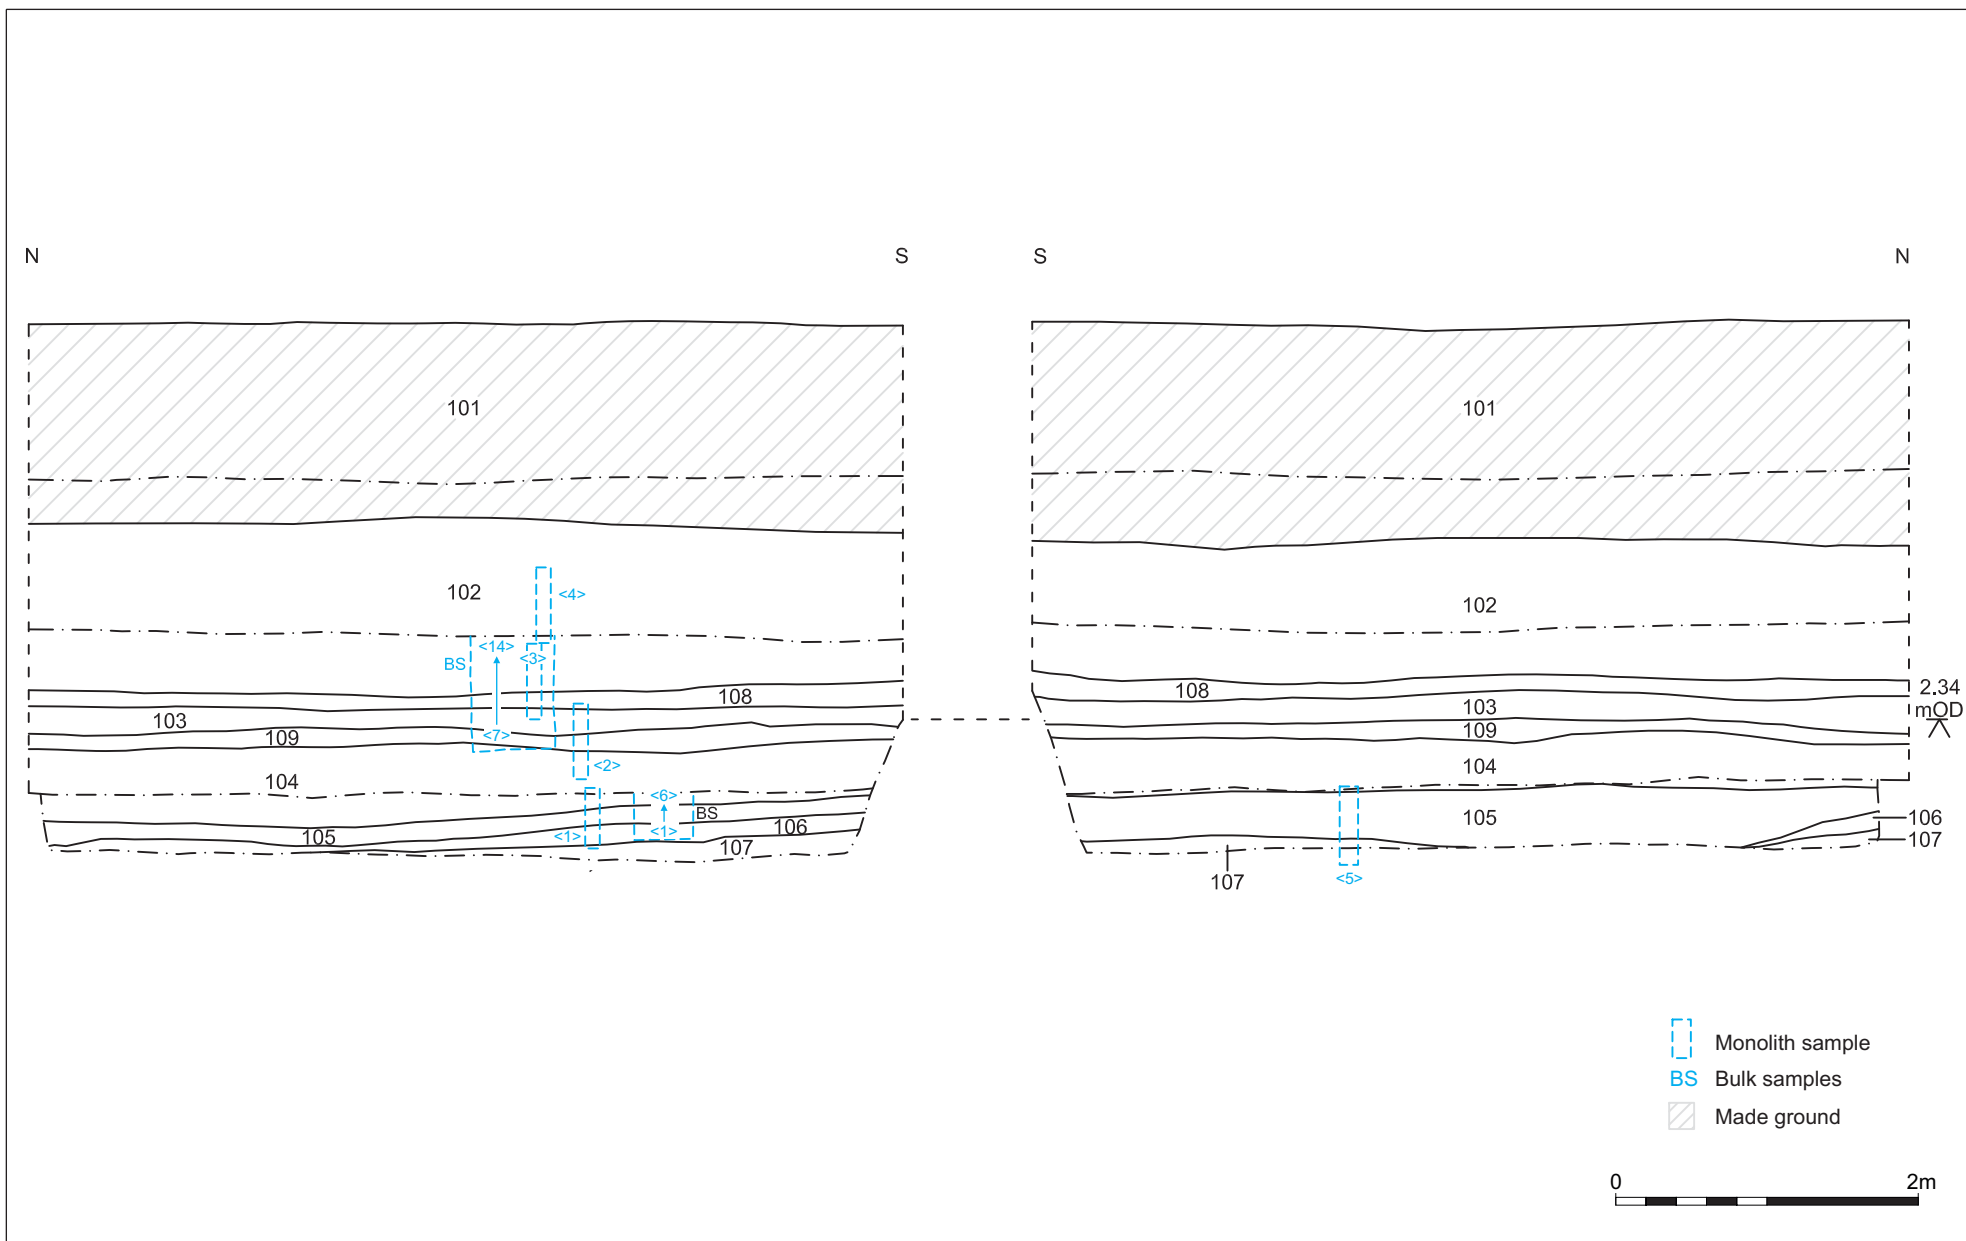 N S S N
101 101
102 <4> 102
BS <14> <3>
108 108 2.34
mOD
103 103
109 <7> 109
<2> 104
104 <6> BS
105 <1> <1> 106 105 106
107 107
107 <5>
Monolith sample
BS Bulk samples
Made ground
0 2m